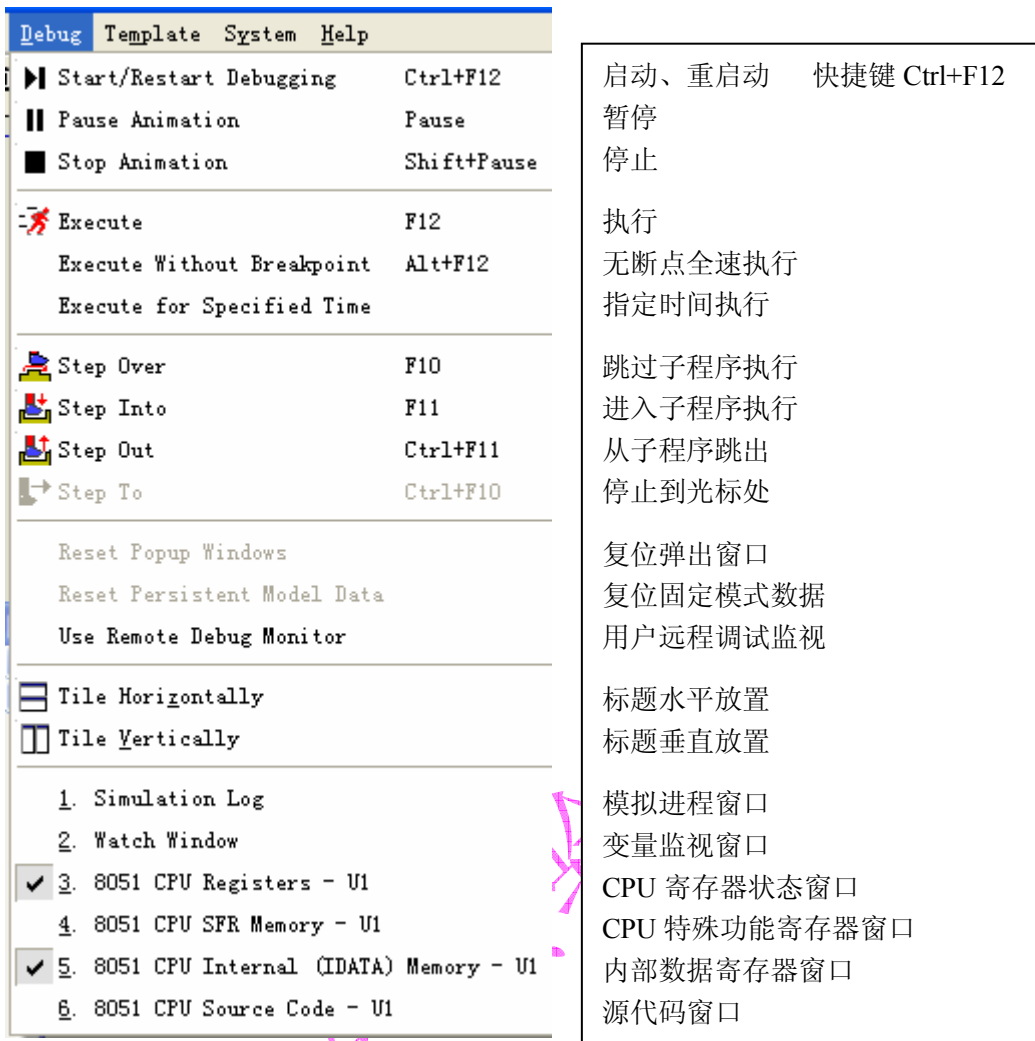 Debug Template System Help
Start/Restart Debugging Ctrl+F12
Pause Animation Pause
Stop Animation Shift+Pause
Execute F12
Execute Without Breakpoint Alt+F12
Execute for Specified Time
Step Over F10
Step Into F11
Step Out Ctrl+F11
Step To Ctrl+F10
Reset Popup Windows
Reset Persistent Model Data
Use Remote Debug Monitor
Tile Horizontally
Tile Vertically
1. Simulation Log
2. Watch Window
3. 8051 CPU Registers - U1
4. 8051 CPU SFR Memory - U1
5. 8051 CPU Internal (IDATA) Memory - U1
6. 8051 CPU Source Code - U1
启动、重启动 快捷键 Ctrl+F12
暂停
停止
执行
无断点全速执行
指定时间执行
跳过子程序执行
进入子程序执行
从子程序跳出
停止到光标处
复位弹出窗口
复位固定模式数据
用户远程调试监视
标题水平放置
标题垂直放置
模拟进程窗口
变量监视窗口
CPU 寄存器状态窗口
CPU 特殊功能寄存器窗口
内部数据寄存器窗口
源代码窗口